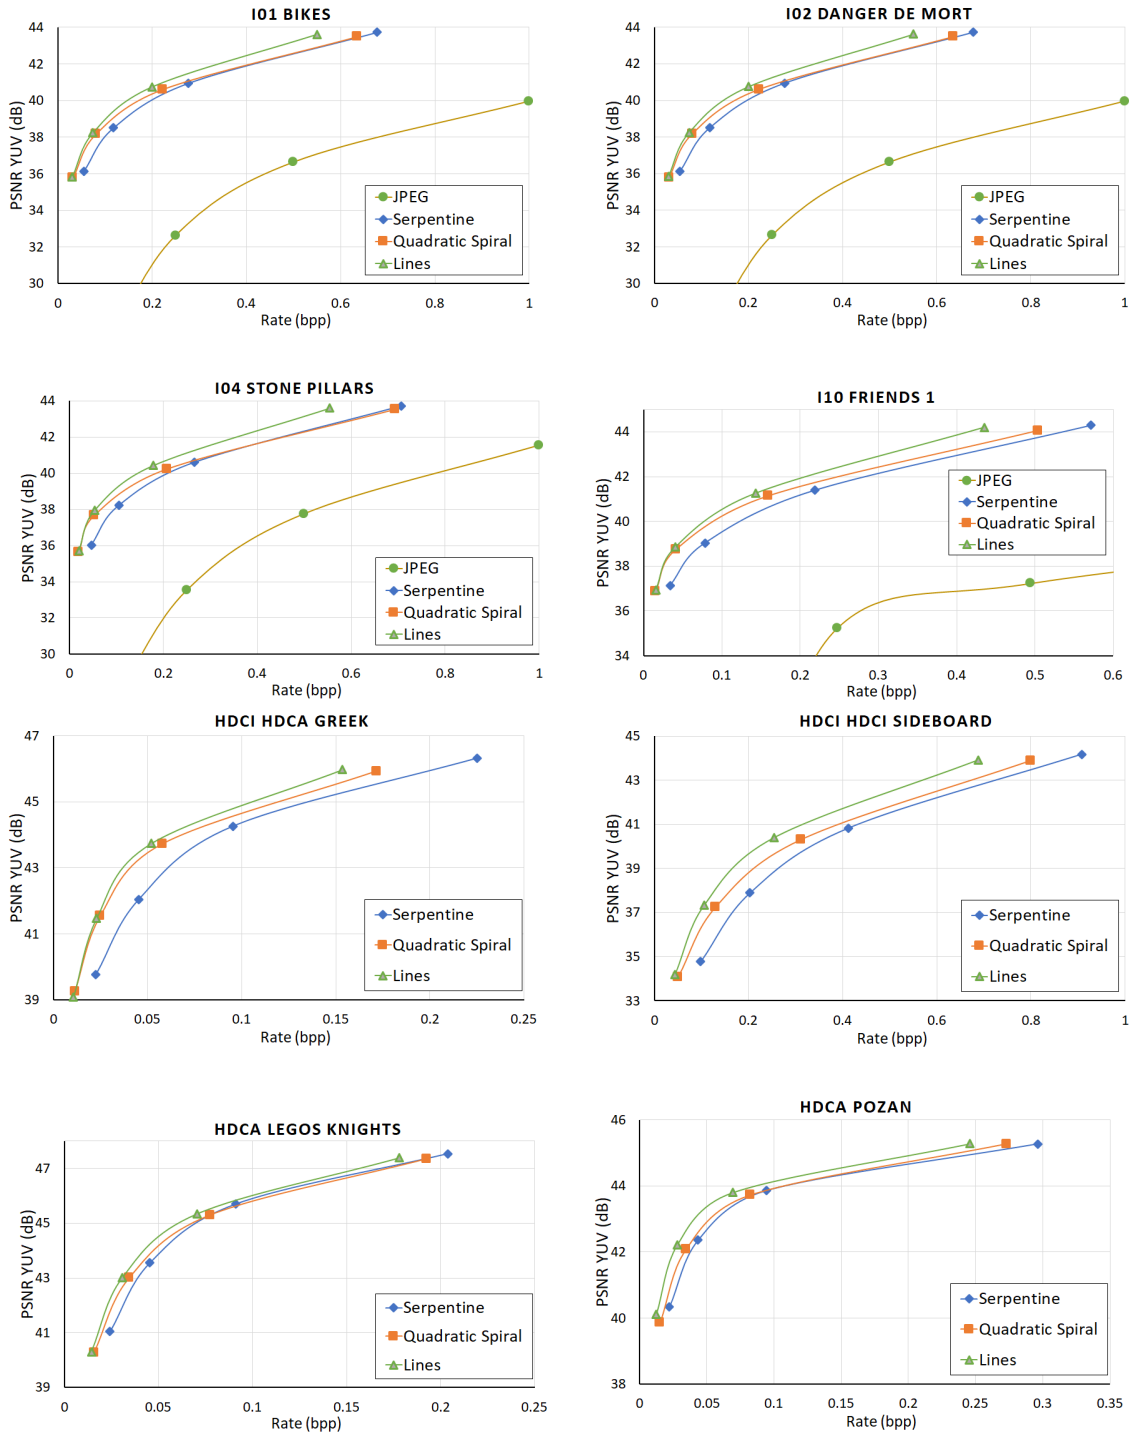 I01 BIKES
PSNR YUV (dB)
44
42
40
38
36
34
32
30
0
0.2
0.4
0.6
0.8
1
Rate (bpp)
JPEG
Serpentine
Quadratic Spiral
Lines
I02 DANGER DE MORT
PSNR YUV (dB)
44
42
40
38
36
34
32
30
0
0.2
0.4
0.6
0.8
1
Rate (bpp)
JPEG
Serpentine
Quadratic Spiral
Lines
I04 STONE PILLARS
PSNR YUV (dB)
44
42
40
38
36
34
32
30
0
0.2
0.4
0.6
0.8
1
Rate (bpp)
JPEG
Serpentine
Quadratic Spiral
Lines
I10 FRIENDS 1
PSNR YUV (dB)
44
42
40
38
36
34
0
0.1
0.2
0.3
0.4
0.5
0.6
Rate (bpp)
JPEG
Serpentine
Quadratic Spiral
Lines
HDCI HDCA GREEK
PSNR YUV (dB)
47
45
43
41
39
0
0.05
0.1
0.15
0.2
0.25
Rate (bpp)
Serpentine
Quadratic Spiral
Lines
HDCI HDCI SIDEBOARD
PSNR YUV (dB)
45
43
41
39
37
35
33
0
0.2
0.4
0.6
0.8
1
Rate (bpp)
Serpentine
Quadratic Spiral
Lines
HDCA LEGOS KNIGHTS
PSNR YUV (dB)
47
45
43
41
39
0
0.05
0.1
0.15
0.2
0.25
Rate (bpp)
Serpentine
Quadratic Spiral
Lines
HDCA POZAN
PSNR YUV (dB)
46
44
42
40
38
0
0.05
0.1
0.15
0.2
0.25
0.3
0.35
Rate (bpp)
Serpentine
Quadratic Spiral
Lines